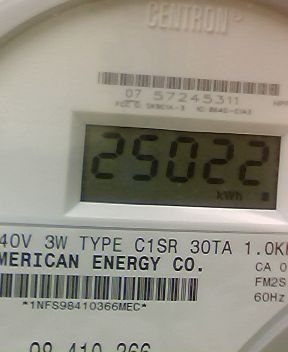 CENTRON®
07 57245311
25022
kWh
40V 3W TYPE C1SR 30TA 1.0K
MERICAN ENERGY CO.
CA 0
FM2S
60Hz
*1NFS98410366MEC*